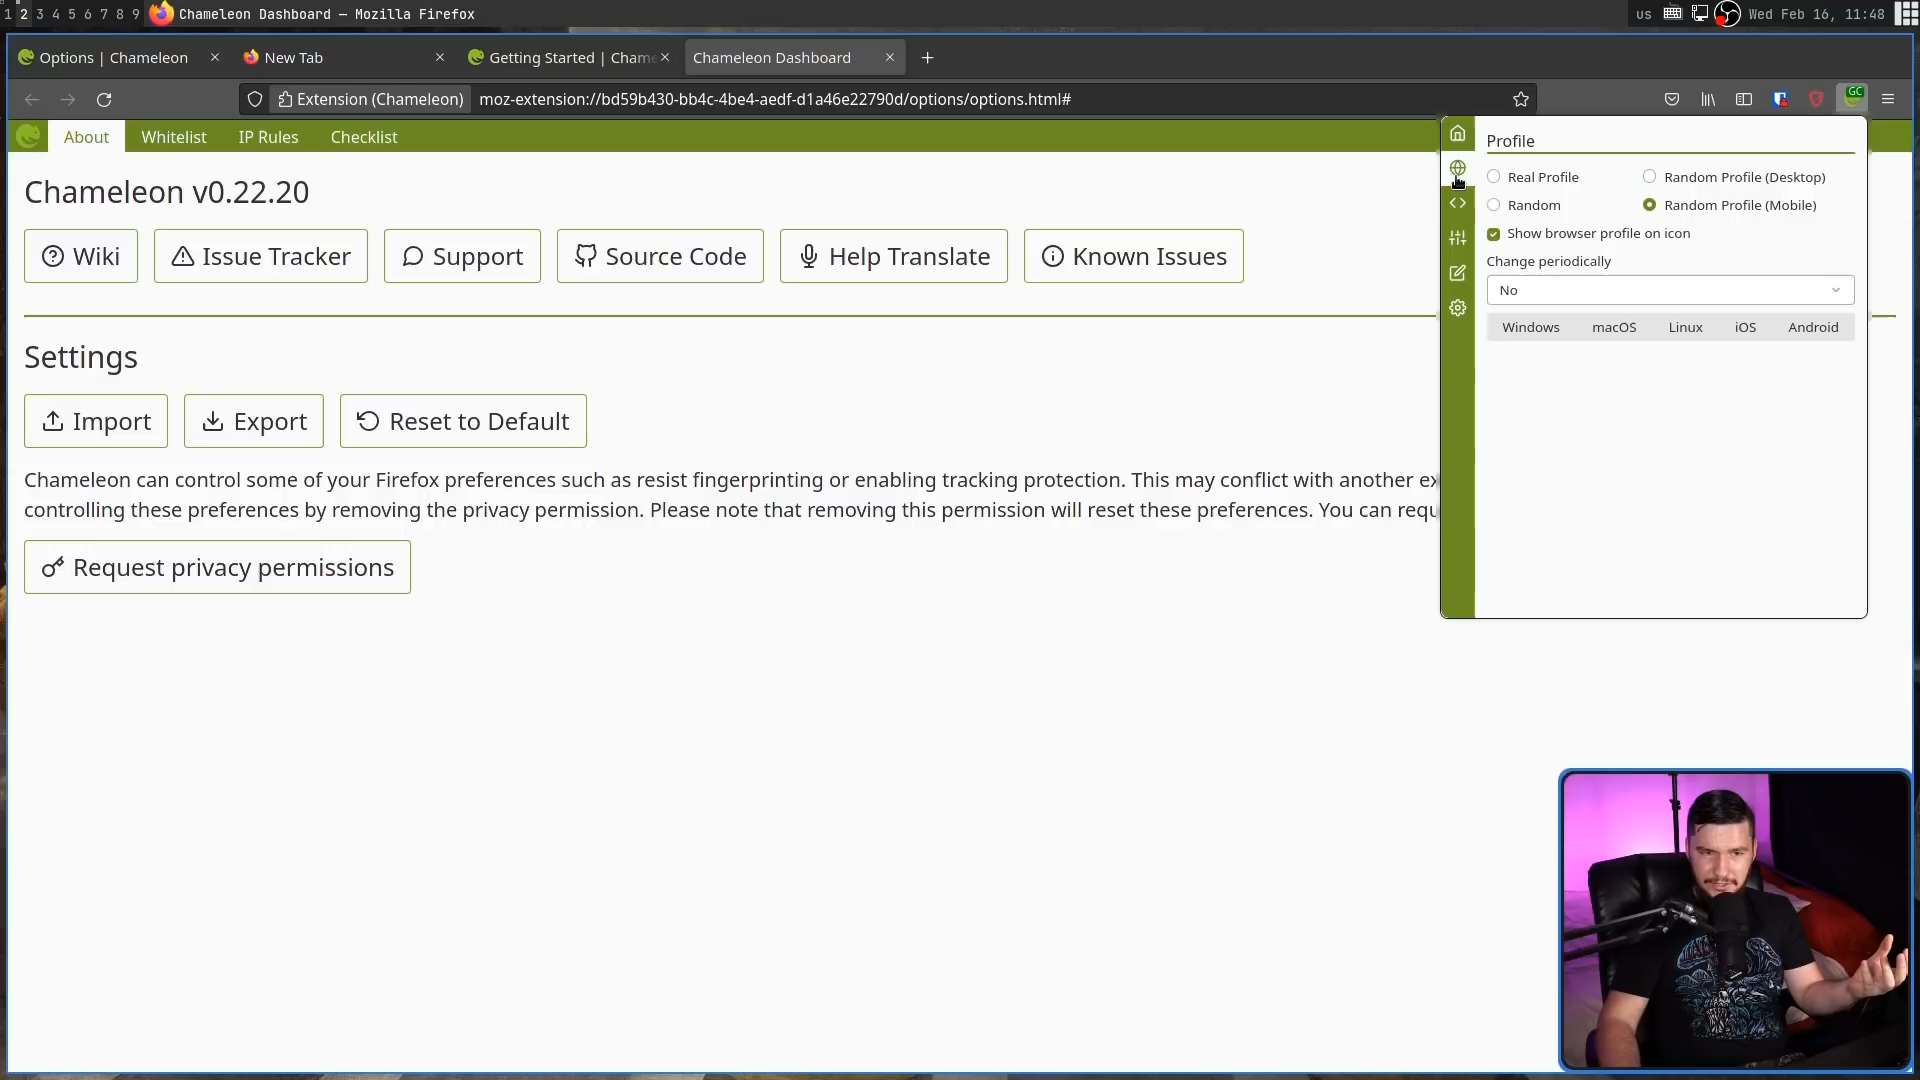 1 2 3 4 5 6 7 8 9 Chameleon Dashboard — Mozilla Firefox
us Wed Feb 16, 11:48
Options | Chameleon
New Tab
Getting Started | Chame
Chameleon Dashboard
Extension (Chameleon) moz-extension://bd59b430-bb4c-4be4-aedf-d1a46e22790d/options/options.html#
GC
About Whitelist IP Rules Checklist
Chameleon v0.22.20
Wiki
Issue Tracker
Support
Source Code
Help Translate
Known Issues
Settings
Import
Export
Reset to Default
Chameleon can control some of your Firefox preferences such as resist fingerprinting or enabling tracking protection. This may conflict with another ex
controlling these preferences by removing the privacy permission. Please note that removing this permission will reset these preferences. You can requ
Request privacy permissions
Profile
Real Profile
Random Profile (Desktop)
Random
Random Profile (Mobile)
Show browser profile on icon
Change periodically
No
Windows macOS Linux iOS Android